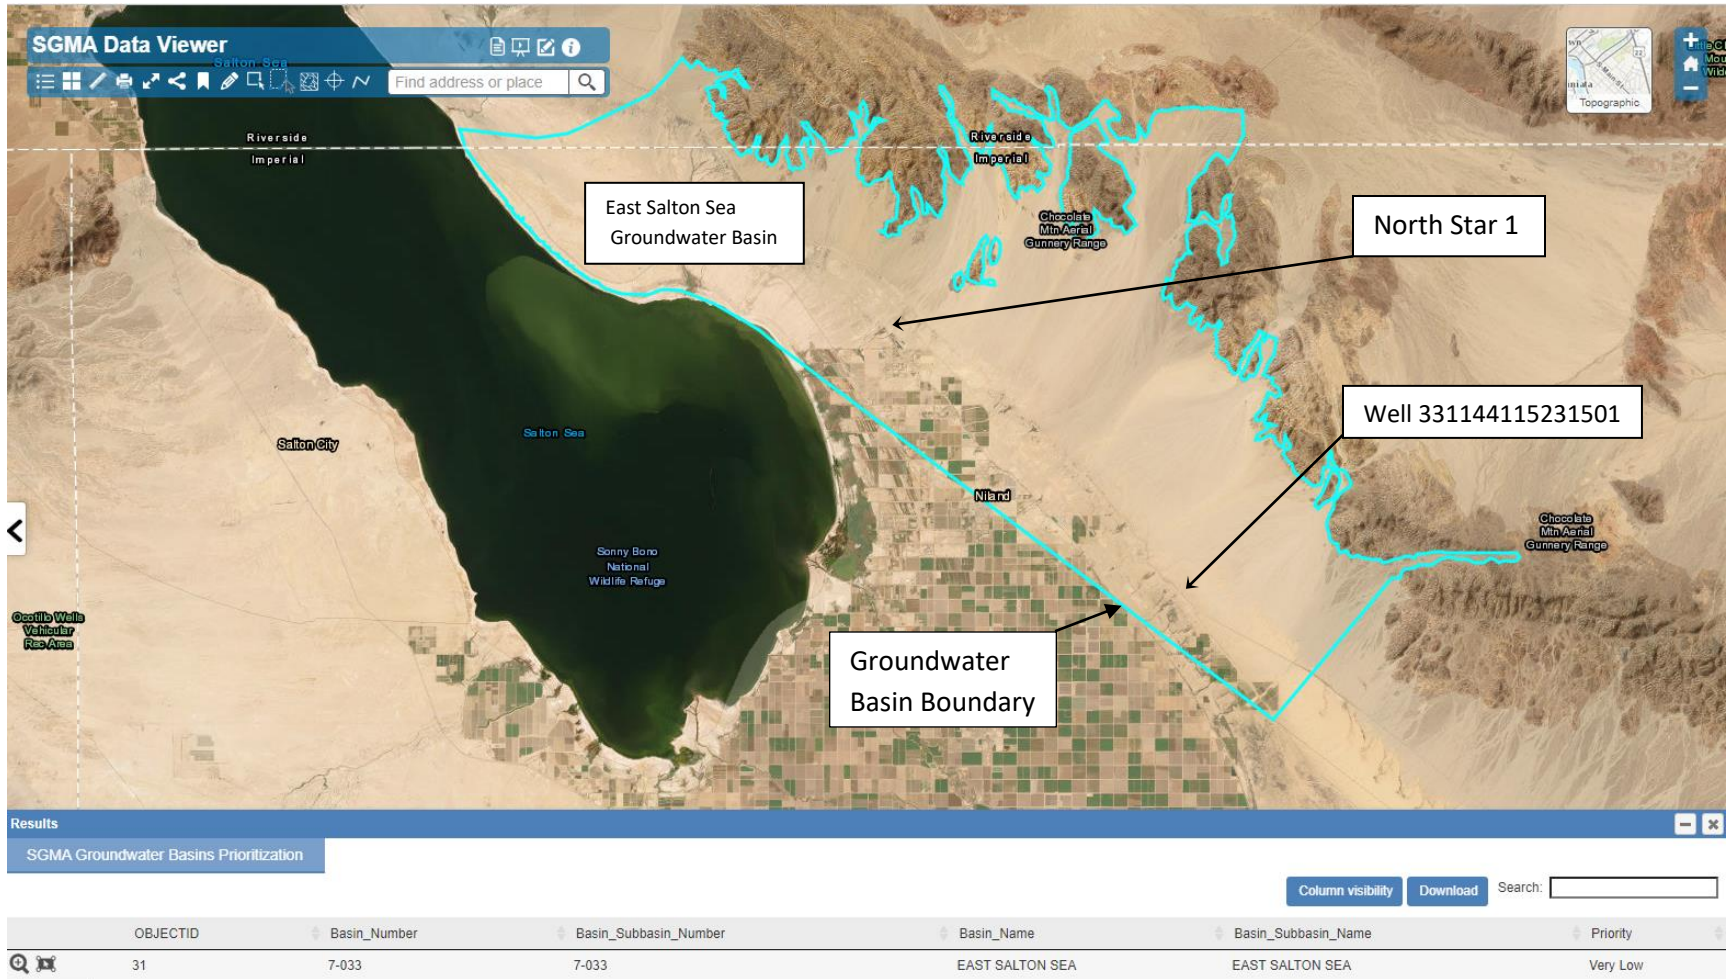 SGMA Data Viewer
Salton Sea
Find address or place
Topographic
Riverside
Imperial
Riverside
Imperial
East Salton Sea
Groundwater Basin
Chocolate
Mtn Aerial
Gunnery Range
North Star 1
Well 331144115231501
Salton City
Salton Sea
Niland
Chocolate
Mtn Aerial
Gunnery Range
Sonny Bono
National
Wildlife Refuge
Ocotillo Wells
Vehicular
Rec Area
Groundwater
Basin Boundary
Results
SGMA Groundwater Basins Prioritization
Column visibility Download Search:
OBJECTID Basin_Number Basin_Subbasin_Number Basin_Name Basin_Subbasin_Name Priority
31 7-033 7-033 EAST SALTON SEA EAST SALTON SEA Very Low